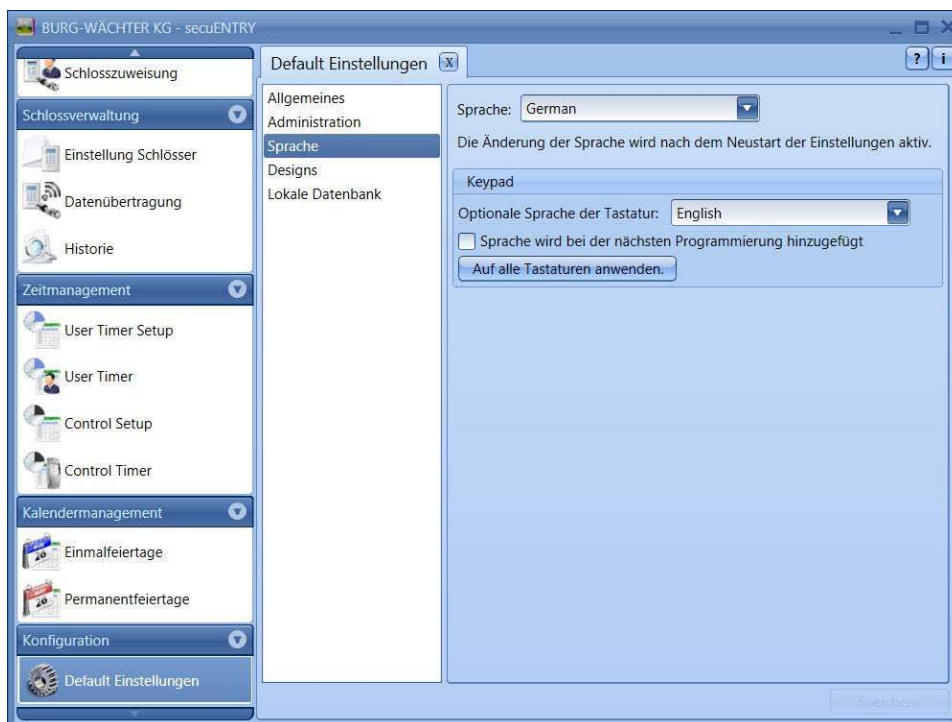 BURG-WÄCHTER KG - secuENTRY
Schlosszuweisung
Schlossverwaltung
Einstellung Schlösser
Datenübertragung
Historie
Zeitmanagement
User Timer Setup
User Timer
Control Setup
Control Timer
Kalendermanagement
Einmalfeiertage
Permanentfeiertage
Konfiguration
Default Einstellungen
Default Einstellungen X
? i
Allgemeines
Administration
Sprache
Designs
Lokale Datenbank
Sprache: German
Die Änderung der Sprache wird nach dem Neustart der Einstellungen aktiv.
Keypad
Optionale Sprache der Tastatur: English
Sprache wird bei der nächsten Programmierung hinzugefügt
Auf alle Tastaturen anwenden.
Speichern